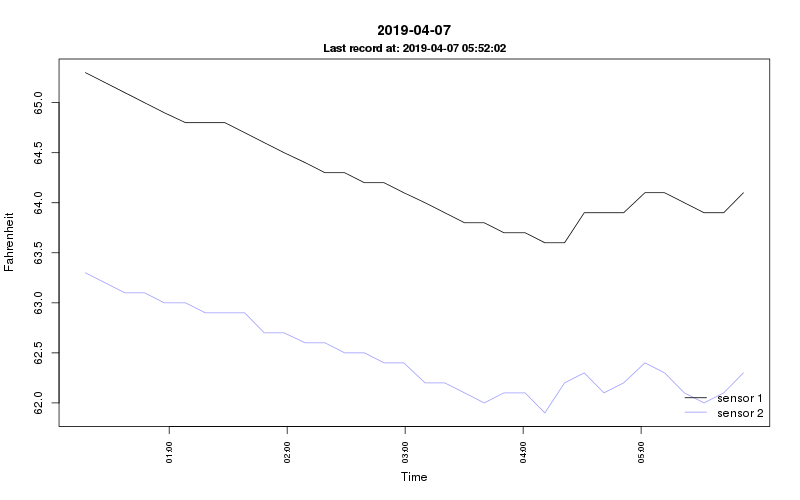 2019-04-07
Last record at: 2019-04-07 05:52:02
Fahrenheit
65.0
64.5
64.0
63.5
63.0
62.5
62.0
sensor 1
sensor 2
01:00 02:00 03:00 04:00 05:00
Time